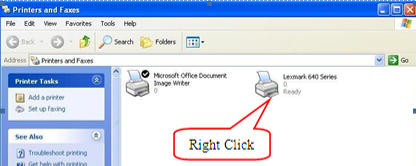 Printers and Faxes
File Edit View Favorites Tools Help
Back Search Folders
Address Printers and Faxes Go
Printer Tasks
Add a printer
Set up faxing
See Also
Troubleshoot printing
Get help with printing
Microsoft Office Document
Image Writer
0
Lexmark 640 Series
0
Ready
Right Click